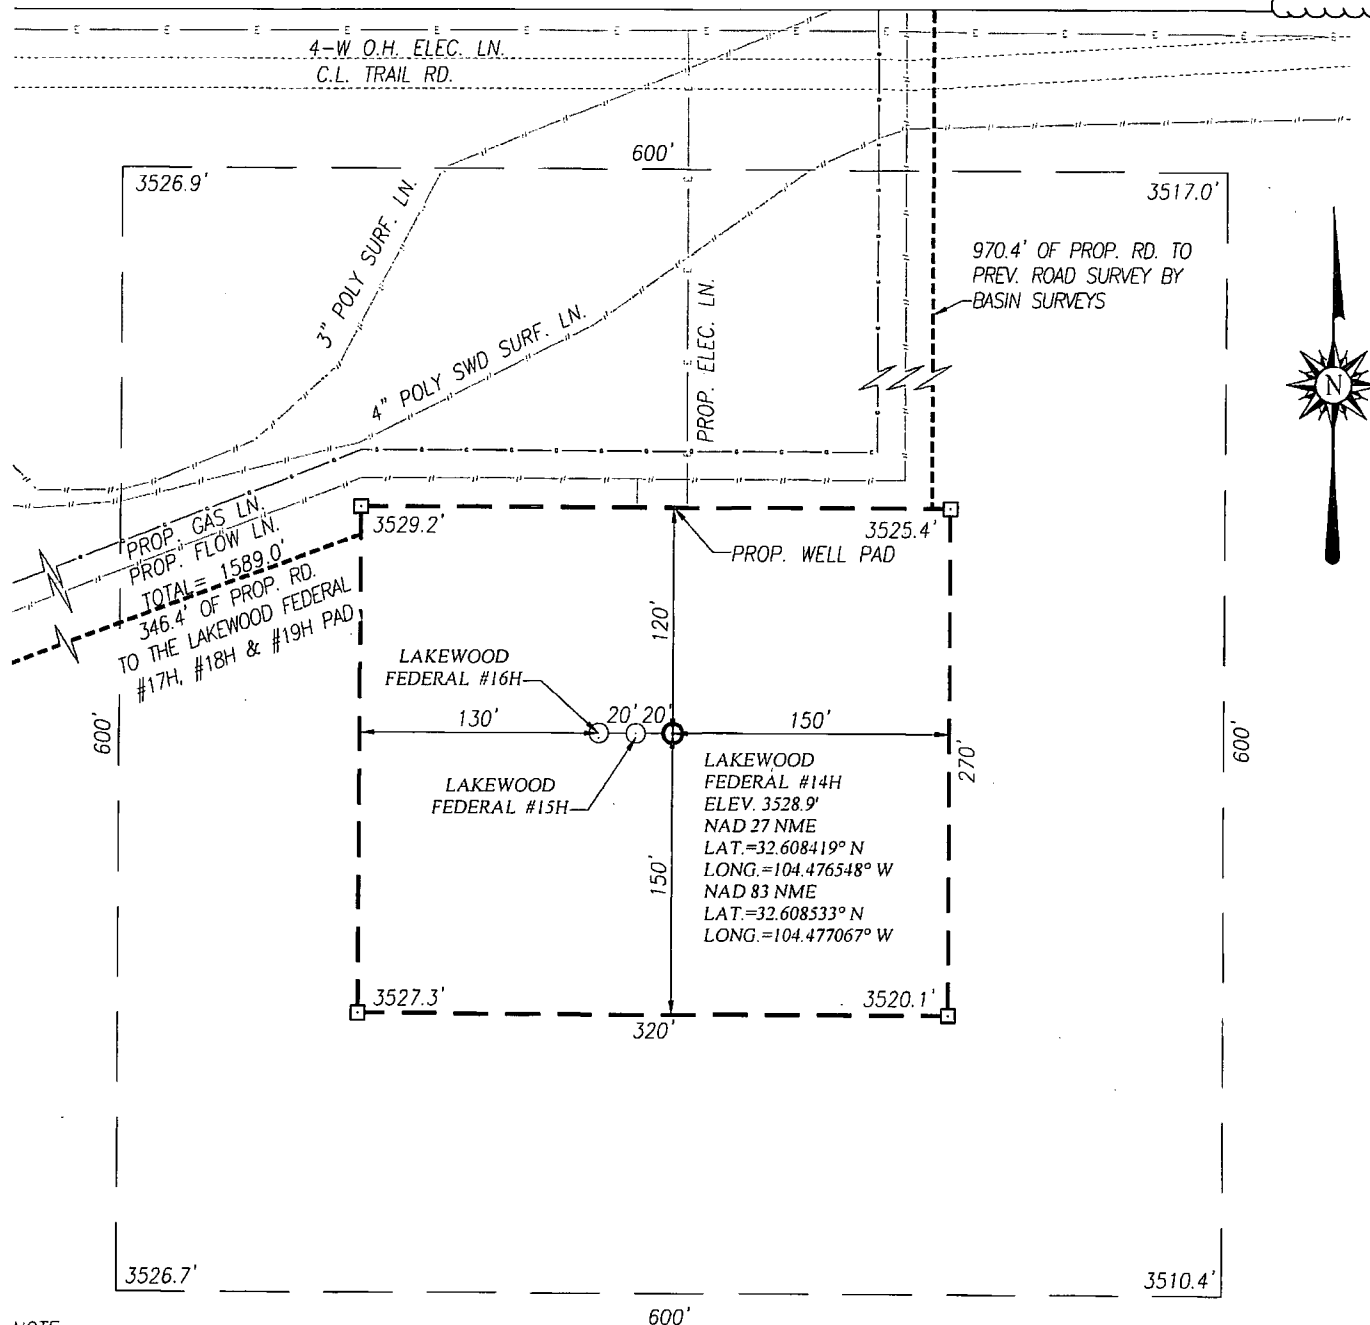 E E E E E E E E E E E E
4-W O.H. ELEC. LN.
C.L. TRAIL RD.
600'
3526.9'
3517.0'
3" POLY SURF. LN.
4" POLY SWD SURF. LN.
PROP. ELEC. LN.
970.4' OF PROP. RD. TO
PREV. ROAD SURVEY BY
BASIN SURVEYS
N
PROP. GAS LN.
PROP. FLOW LN.
TOTAL= 1589.0'
346.4' OF PROP. RD.
TO THE LAKEWOOD FEDERAL
#17H, #18H & #19H PAD
3529.2'
3525.4'
PROP. WELL PAD
120'
LAKEWOOD
FEDERAL #16H
130'
20' 20'
150'
LAKEWOOD
FEDERAL #15H
600'
270'
600'
LAKEWOOD
FEDERAL #14H
ELEV. 3528.9'
NAD 27 NME
LAT.=32.608419° N
LONG.=104.476548° W
NAD 83 NME
LAT.=32.608533° N
LONG.=104.477067° W
150'
3527.3'
3520.1'
320'
3526.7'
3510.4'
600'